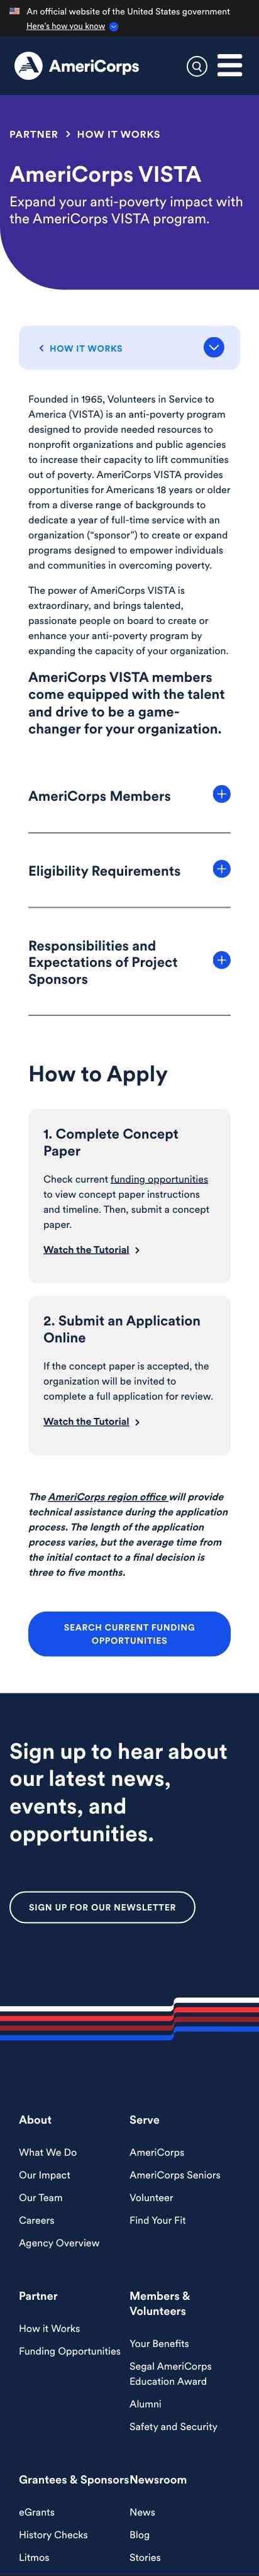 An official website of the United States government
Here's how you know
AmeriCorps
PARTNER > HOW IT WORKS
AmeriCorps VISTA
Expand your anti-poverty impact with
the AmeriCorps VISTA program.
< HOW IT WORKS
Founded in 1965, Volunteers in Service to
America (VISTA) is an anti-poverty program
designed to provide needed resources to
nonprofit organizations and public agencies
to increase their capacity to lift communities
out of poverty. AmeriCorps VISTA provides
opportunities for Americans 18 years or older
from a diverse range of backgrounds to
dedicate a year of full-time service with an
organization (“sponsor”) to create or expand
programs designed to empower individuals
and communities in overcoming poverty.
The power of AmeriCorps VISTA is
extraordinary, and brings talented,
passionate people on board to create or
enhance your anti-poverty program by
expanding the capacity of your organization.
AmeriCorps VISTA members
come equipped with the talent
and drive to be a game-
changer for your organization.
AmeriCorps Members
Eligibility Requirements
Responsibilities and
Expectations of Project
Sponsors
How to Apply
1. Complete Concept
Paper
Check current funding opportunities
to view concept paper instructions
and timeline. Then, submit a concept
paper.
Watch the Tutorial >
2. Submit an Application
Online
If the concept paper is accepted, the
organization will be invited to
complete a full application for review.
Watch the Tutorial >
The AmeriCorps region office will provide
technical assistance during the application
process. The length of the application
process varies, but the average time from
the initial contact to a final decision is
three to five months.
SEARCH CURRENT FUNDING
OPPORTUNITIES
Sign up to hear about
our latest news,
events, and
opportunities.
SIGN UP FOR OUR NEWSLETTER
About
What We Do
Our Impact
Our Team
Careers
Agency Overview
Serve
AmeriCorps
AmeriCorps Seniors
Volunteer
Find Your Fit
Partner
How it Works
Funding Opportunities
Members &
Volunteers
Your Benefits
Segal AmeriCorps
Education Award
Alumni
Safety and Security
Grantees & Sponsors
eGrants
History Checks
Litmos
Newsroom
News
Blog
Stories